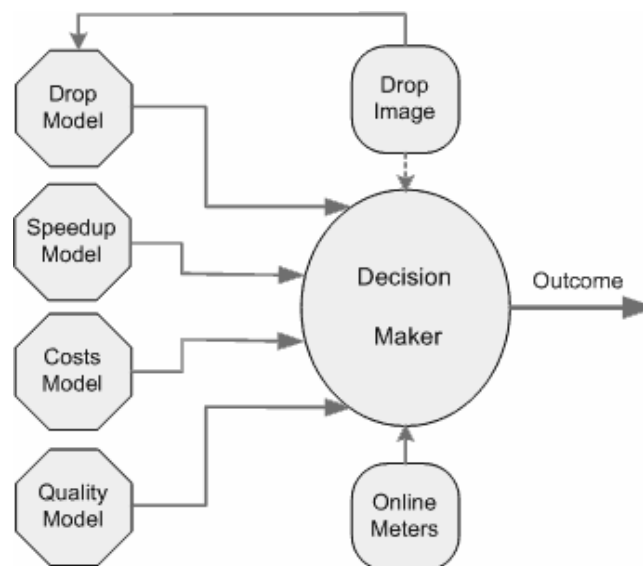 Drop
Model
Drop
Image
Speedup
Model
Decision
Maker
Outcome
Costs
Model
Quality
Model
Online
Meters